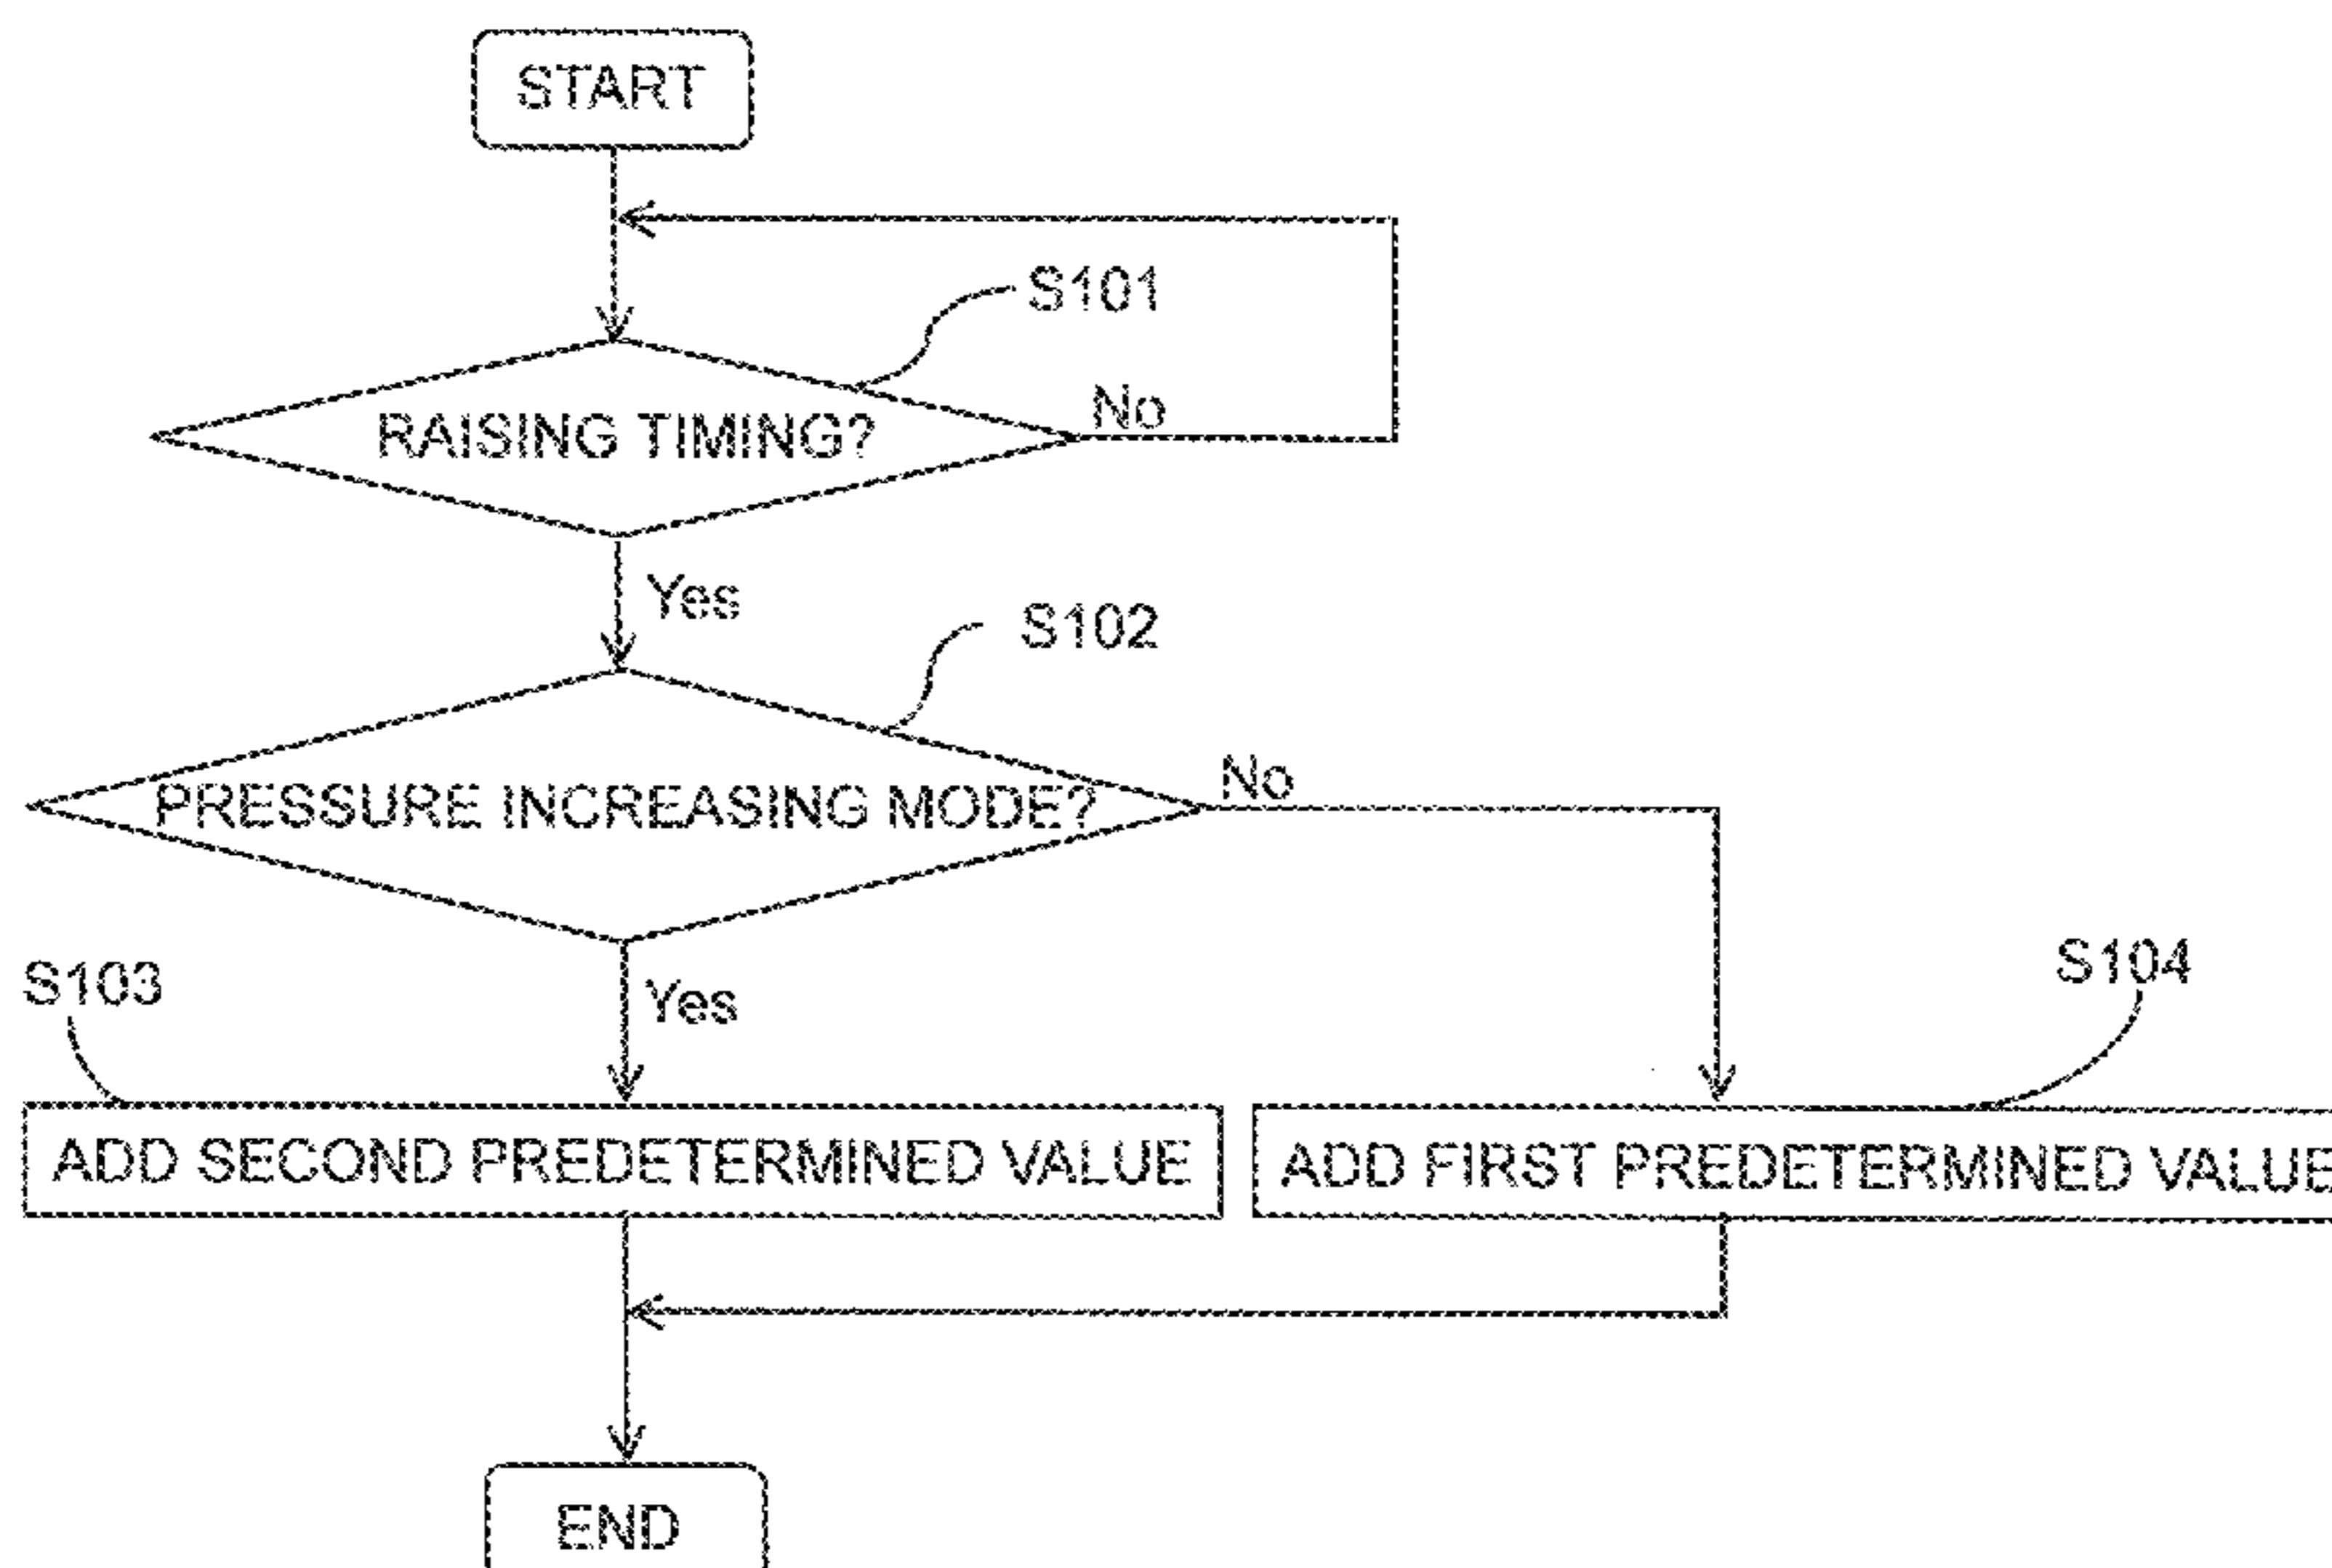 START
S101
RAISING TIMING?
No
Yes
S102
PRESSURE INCREASING MODE?
No
S103
Yes
S104
ADD SECOND PREDETERMINED VALUE
ADD FIRST PREDETERMINED VALUE
END